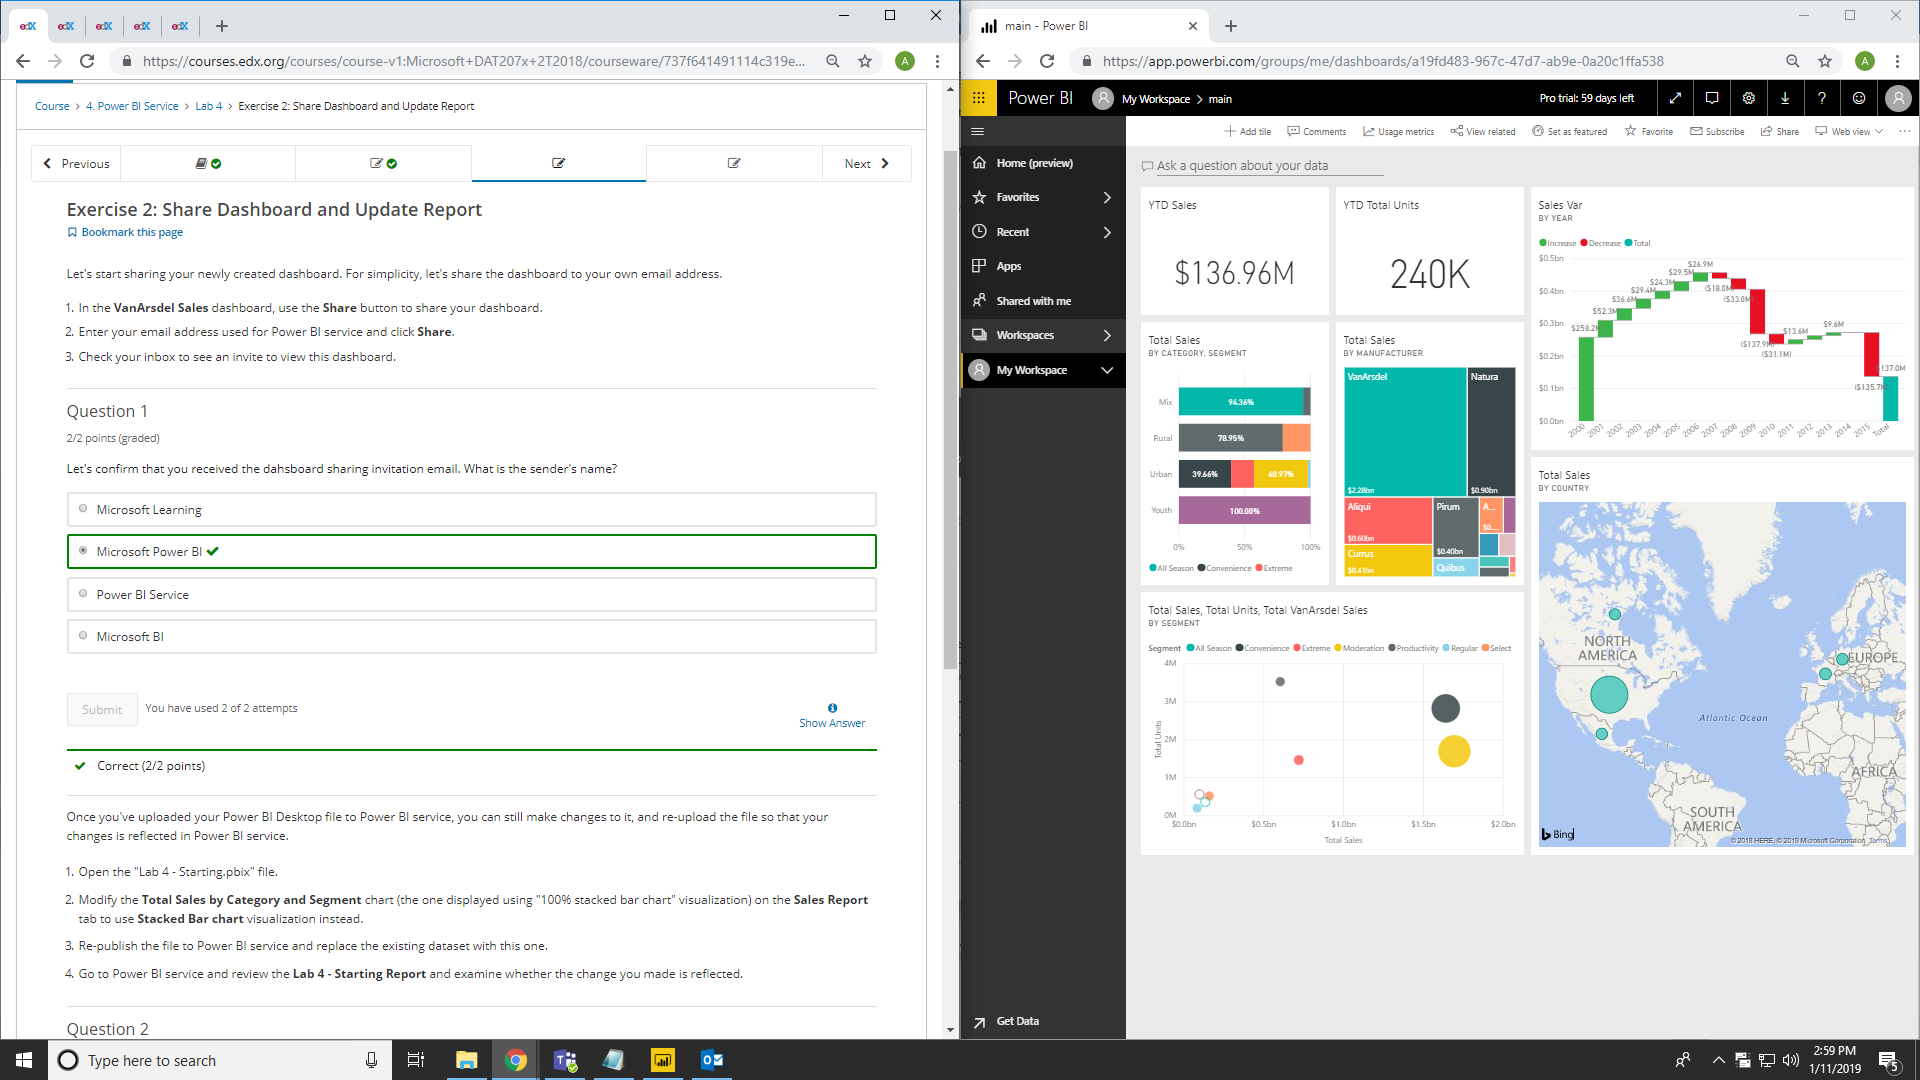 edX
edX
edX
edX
edX
https://courses.edx.org/courses/course-v1:Microsoft+DAT207x+2T2018/courseware/737f641491114c319e...
A
Course > 4. Power BI Service > Lab 4 > Exercise 2: Share Dashboard and Update Report
Previous
Next
Exercise 2: Share Dashboard and Update Report
Bookmark this page
Let's start sharing your newly created dashboard. For simplicity, let's share the dashboard to your own email address.
1. In the VanArsdel Sales dashboard, use the Share button to share your dashboard.
2. Enter your email address used for Power BI service and click Share.
3. Check your inbox to see an invite to view this dashboard.
Question 1
2/2 points (graded)
Let's confirm that you received the dahsboard sharing invitation email. What is the sender's name?
Microsoft Learning
Microsoft Power BI
Power BI Service
Microsoft BI
Submit
You have used 2 of 2 attempts
Show Answer
Correct (2/2 points)
Once you've uploaded your Power BI Desktop file to Power BI service, you can still make changes to it, and re-upload the file so that your
changes is reflected in Power BI service.
1. Open the "Lab 4 - Starting.pbix" file.
2. Modify the Total Sales by Category and Segment chart (the one displayed using "100% stacked bar chart" visualization) on the Sales Report
tab to use Stacked Bar chart visualization instead.
3. Re-publish the file to Power BI service and replace the existing dataset with this one.
4. Go to Power BI service and review the Lab 4 - Starting Report and examine whether the change you made is reflected.
Question 2
main - Power BI
https://app.powerbi.com/groups/me/dashboards/a19fd483-967c-47d7-ab9e-0a20c1ffa538
A
Power BI
My Workspace > main
Pro trial: 59 days left
Add tile
Comments
Usage metrics
View related
Set as featured
Favorite
Subscribe
Share
Web view
Home (preview)
Favorites
Recent
Apps
Shared with me
Workspaces
My Workspace
Get Data
Ask a question about your data
YTD Sales
$136.96M
YTD Total Units
240K
Sales Var
BY YEAR
Increase Decrease Total
$0.5bn
$0.4bn
$0.3bn
$0.2bn
$0.1bn
$0.0bn
$258.2M
$52.3M
$36.6M
$29.4M
$24.3M
$29.5M
$26.9M
($18.0M)
($33.0M)
($137.9M)
($31.1M)
$13.6M
$9.6M
($135.7M)
$137.0M
2000 2001 2002 2003 2004 2005 2006 2007 2008 2009 2010 2011 2012 2013 2014 2015 Total
Total Sales
BY CATEGORY, SEGMENT
Mix
94.36%
Rural
78.95%
Urban
39.66%
40.97%
Youth
100.00%
0% 50% 100%
All Season Convenience Extreme
Total Sales
BY MANUFACTURER
VanArsdel
$2.28bn
Natura
$0.90bn
Aliqui
$0.60bn
Pirum
$0.40bn
A...
$0...
Currus
$0.41bn
Quibus
Total Sales, Total Units, Total VanArsdel Sales
BY SEGMENT
Segment All Season Convenience Extreme Moderation Productivity Regular Select
Total Units
4M
3M
2M
1M
0M
$0.0bn $0.5bn $1.0bn $1.5bn $2.0bn
Total Sales
Total Sales
BY COUNTRY
NORTH
AMERICA
EUROPE
Atlantic Ocean
AFRICA
SOUTH
AMERICA
Bing
© 2018 HERE, © 2019 Microsoft Corporation Terms
Type here to search
2:59 PM
1/11/2019
5